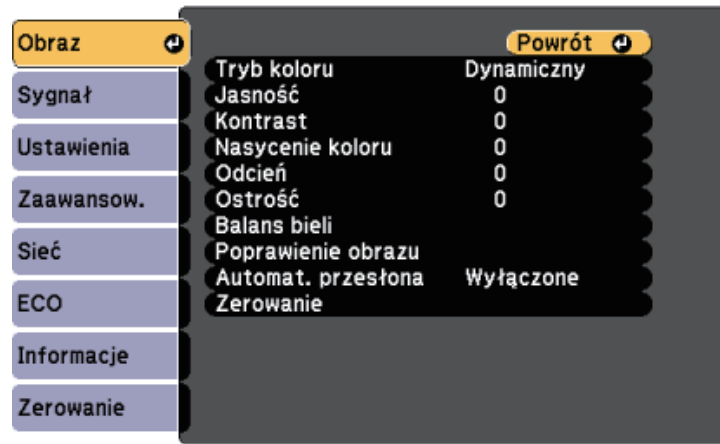 Obraz
Sygnał
Ustawienia
Zaawansow.
Sieć
ECO
Informacje
Zerowanie
Powrót
Tryb koloru Dynamiczny
Jasność 0
Kontrast 0
Nasycenie koloru 0
Odcień 0
Ostrość 0
Balans bieli
Poprawienie obrazu
Automat. przesłona Wyłączone
Zerowanie